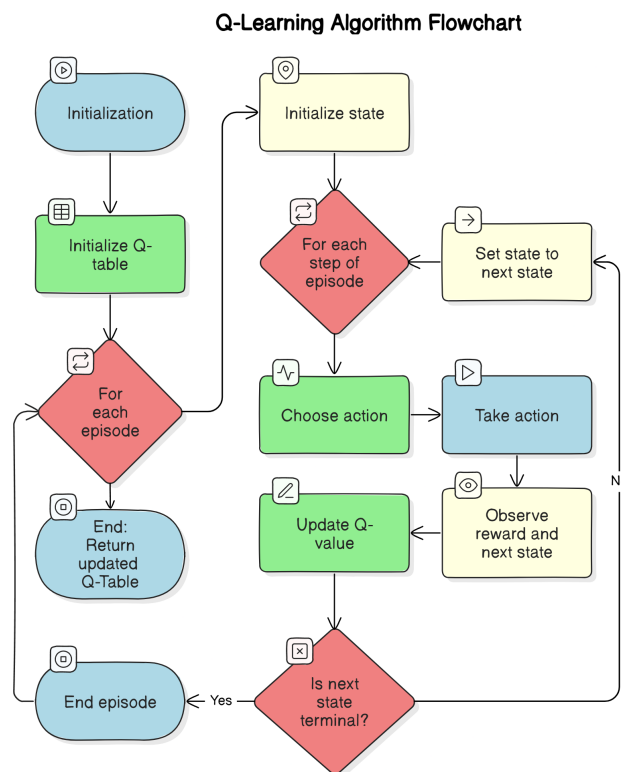 Q-Learning Algorithm Flowchart
Initialization
Initialize state
Initialize Q-
table
For each
step of
episode
Set state to
next state
For
each
episode
Choose action
Take action
N
End:
Return
updated
Q-Table
Update Q-
value
Observe
reward and
next state
End episode
Yes
Is next
state
terminal?